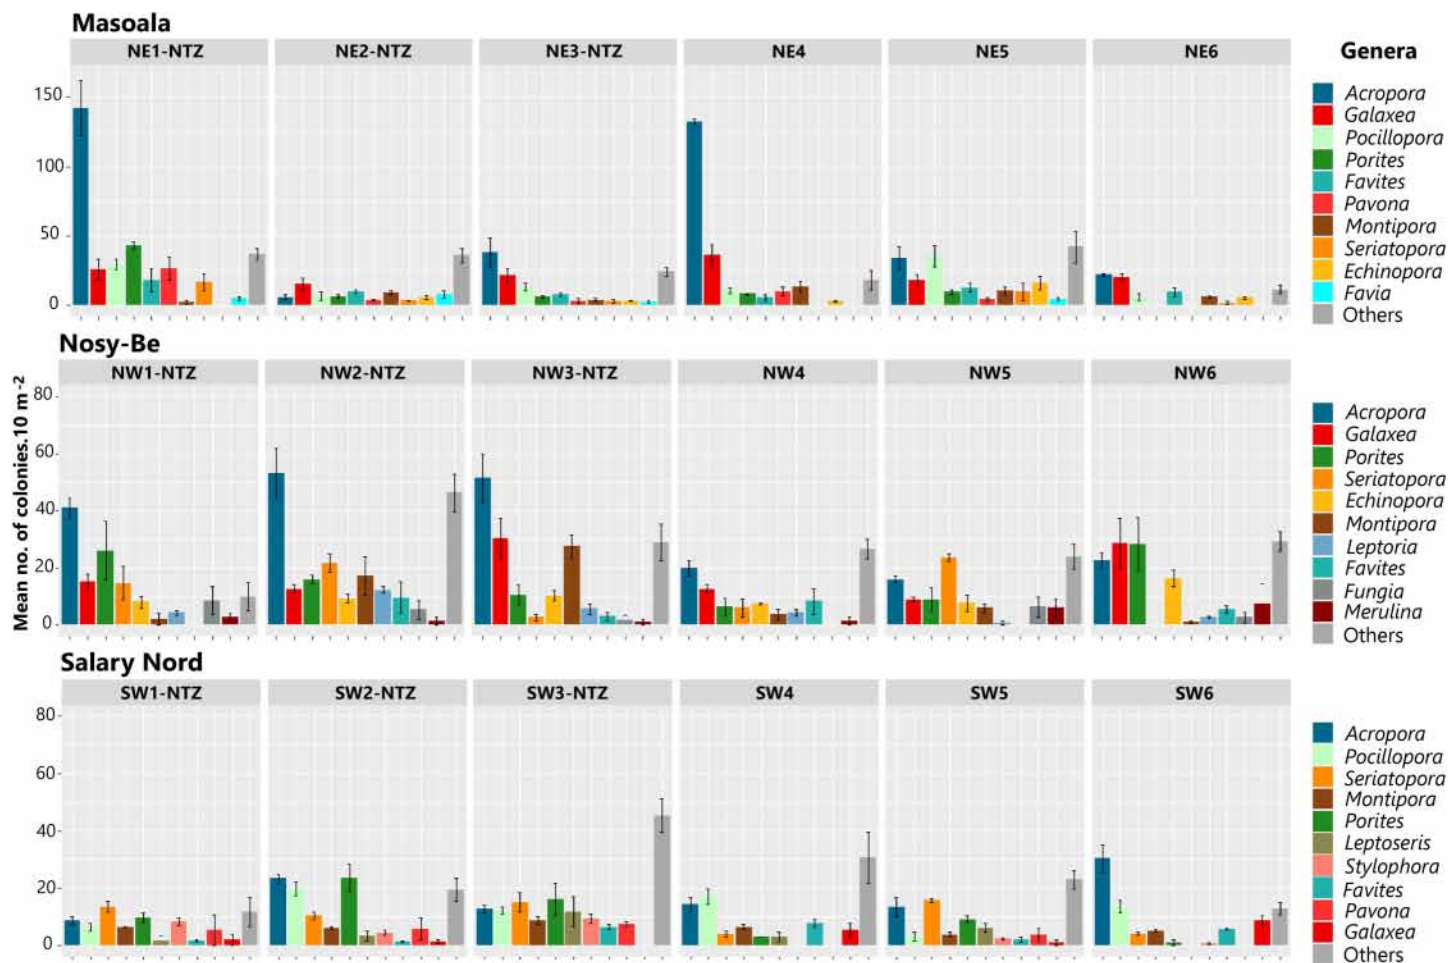 Masoala
NE1-NTZ NE2-NTZ NE3-NTZ NE4 NE5 NE6
150
100
50
0
Genera
Acropora
Galaxea
Pocillopora
Porites
Favites
Pavona
Montipora
Seriatopora
Echinopora
Favia
Others
Mean no. of colonies.10 m⁻²
Nosy-Be
NW1-NTZ NW2-NTZ NW3-NTZ NW4 NW5 NW6
80
60
40
20
0
Acropora
Galaxea
Porites
Seriatopora
Echinopora
Montipora
Leptoria
Favites
Fungia
Merulina
Others
Salary Nord
SW1-NTZ SW2-NTZ SW3-NTZ SW4 SW5 SW6
80
60
40
20
0
Acropora
Pocillopora
Seriatopora
Montipora
Porites
Leptoseris
Stylophora
Favites
Pavona
Galaxea
Others